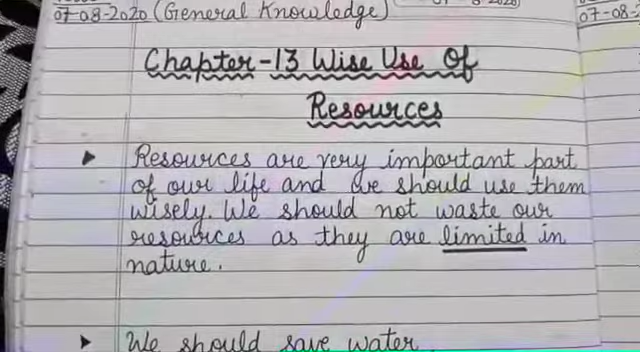 07-08-2020 (General Knowledge)
07-08-2
Chapter-13 Wise Use Of
Resources
Resources are very important part
of our life and we should use them
wisely. We should not waste our
resources as they are limited in
nature.
We should save water